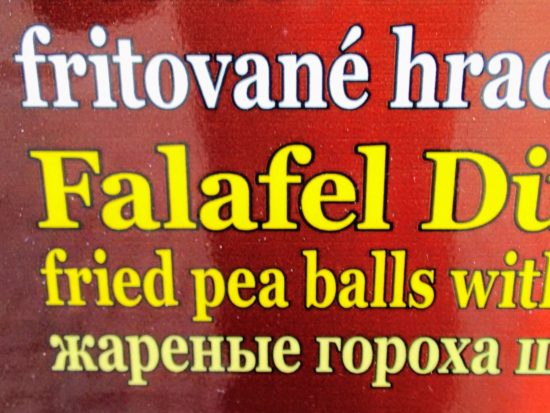 fritované hrac
Falafel Dü
fried pea balls with
жареные гороха ш